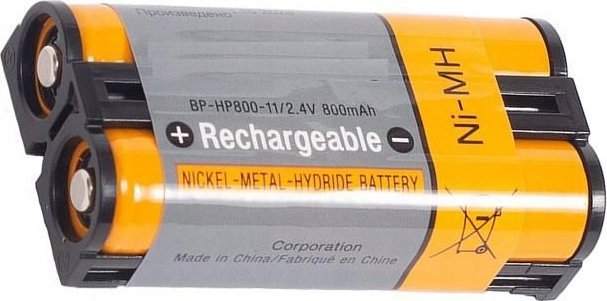 Произведено
BP-HP800-11/2.4V 800mAh
+ Rechargeable -
NICKEL-METAL-HYDRIDE BATTERY
Ni-MH
Corporation
Made in China/Fabriqué en Chine